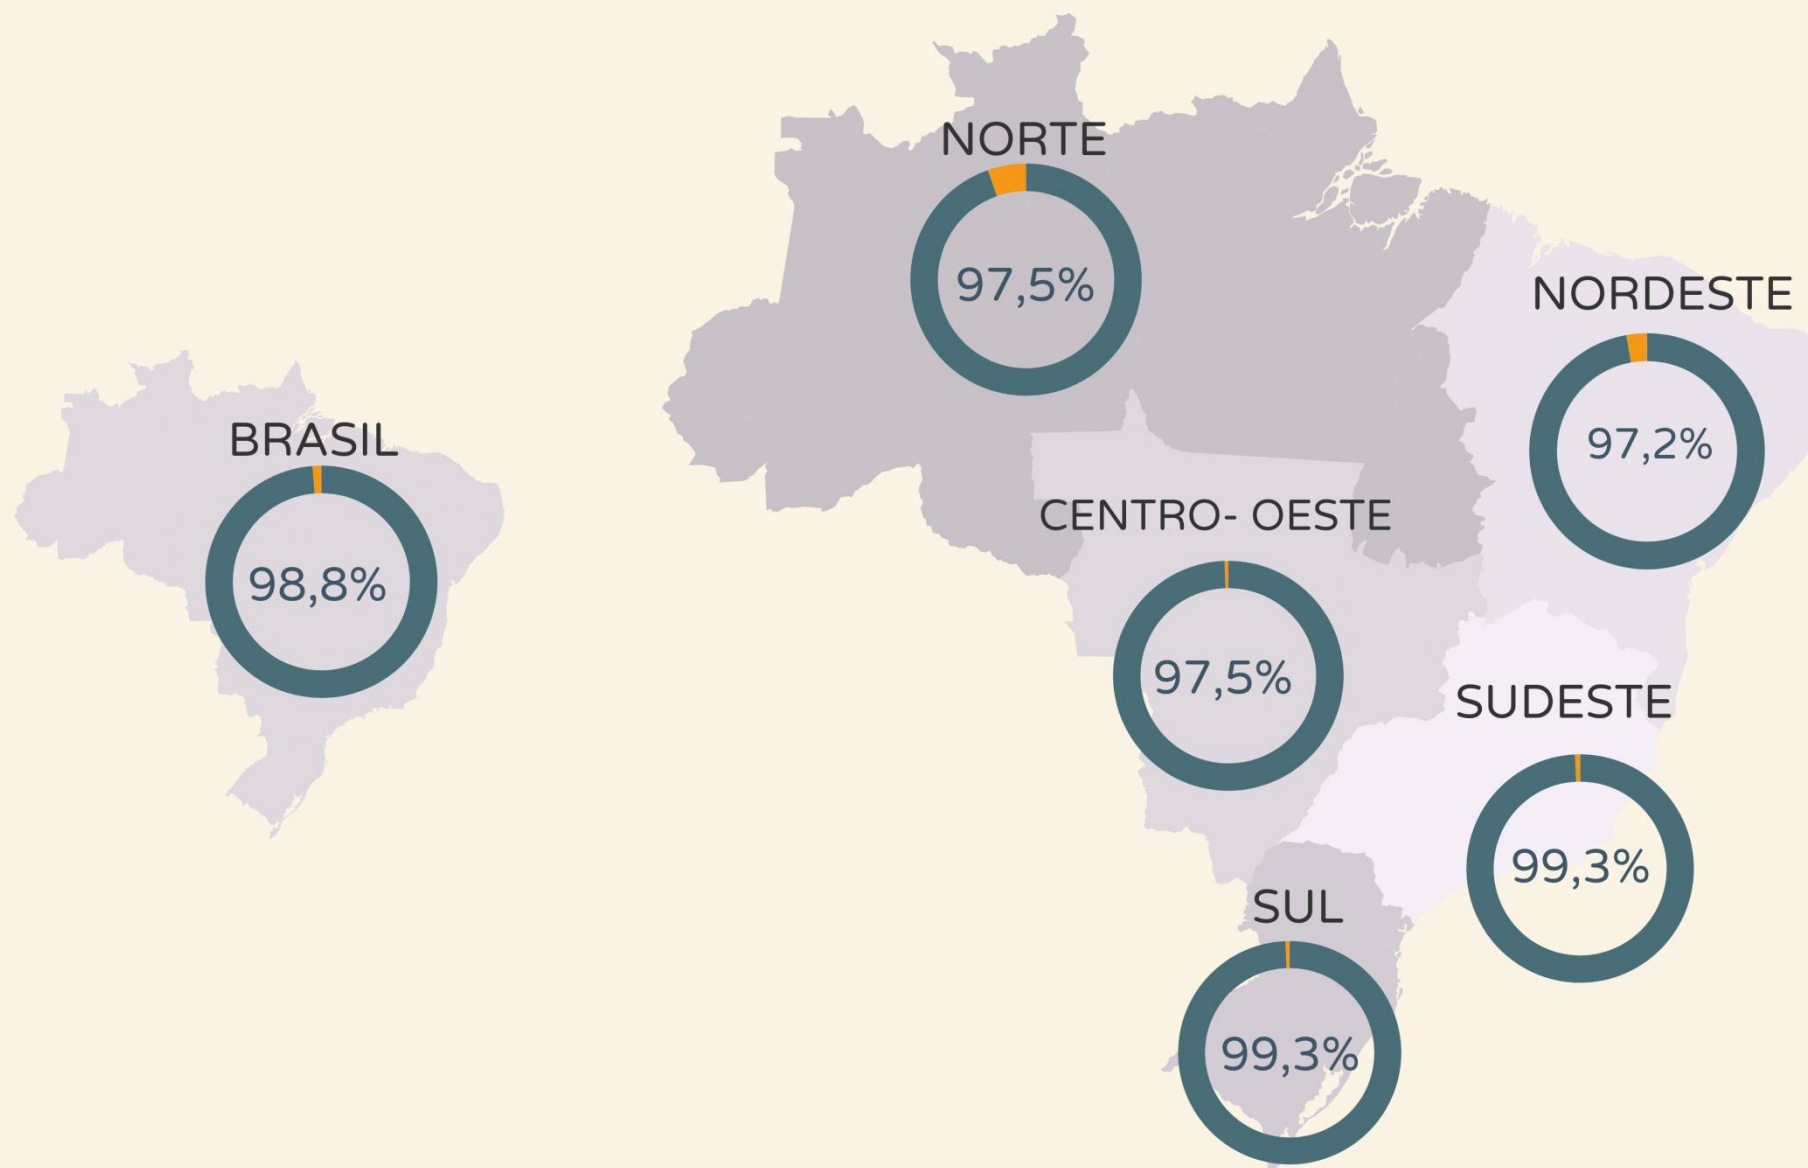 BRASIL
98,8%
NORTE
97,5%
NORDESTE
97,2%
CENTRO- OESTE
97,5%
SUDESTE
99,3%
SUL
99,3%